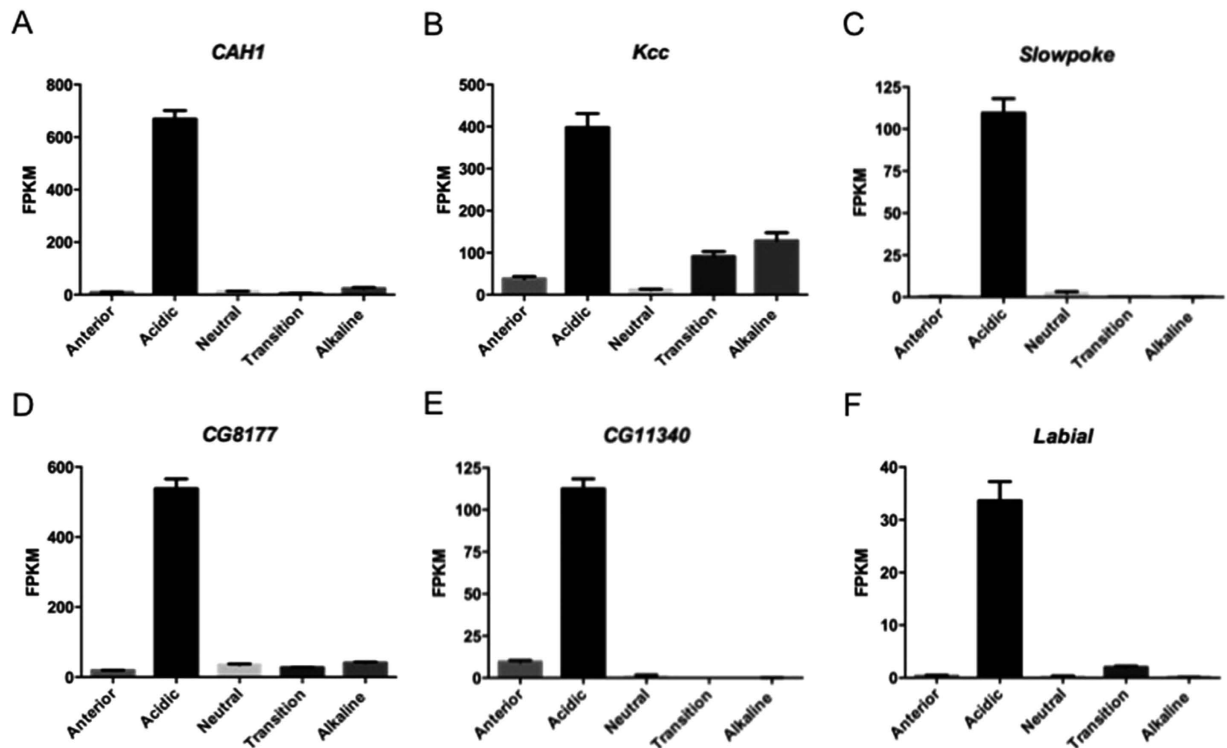 A
CAH1
FPKM
800
600
400
200
0
Anterior
Acidic
Neutral
Transition
Alkaline
B
Kcc
FPKM
500
400
300
200
100
0
Anterior
Acidic
Neutral
Transition
Alkaline
C
Slowpoke
FPKM
125
100
75
50
25
0
Anterior
Acidic
Neutral
Transition
Alkaline
D
CG8177
FPKM
600
400
200
0
Anterior
Acidic
Neutral
Transition
Alkaline
E
CG11340
FPKM
125
100
75
50
25
0
Anterior
Acidic
Neutral
Transition
Alkaline
F
Labial
FPKM
40
30
20
10
0
Anterior
Acidic
Neutral
Transition
Alkaline